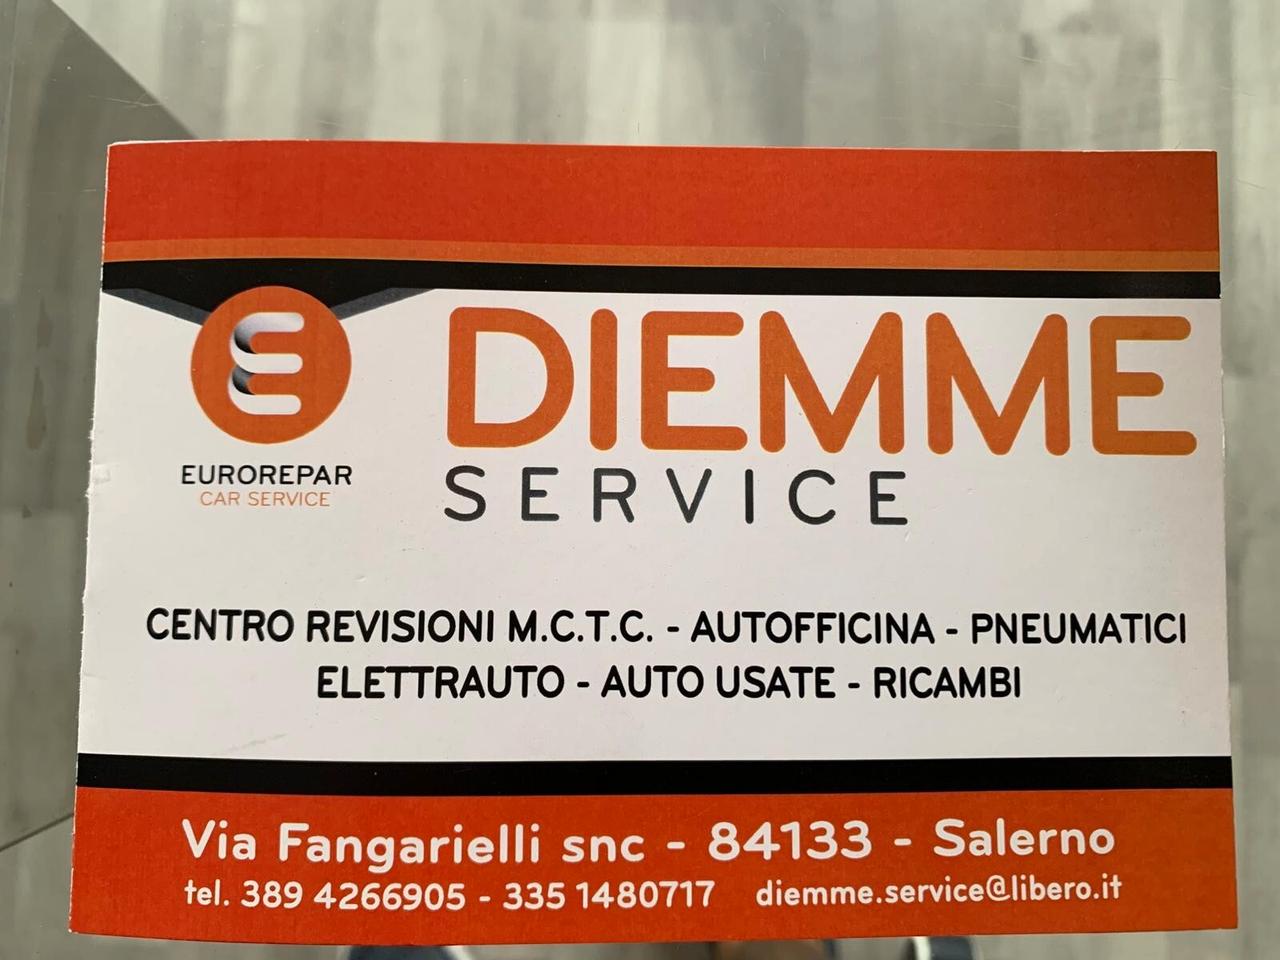 DIEMME
SERVICE
EUROREPAR
CAR SERVICE
CENTRO REVISIONI M.C.T.C. - AUTOFFICINA - PNEUMATICI
ELETTRAUTO - AUTO USATE - RICAMBI
Via Fangarielli snc - 84133 - Salerno
tel. 389 4266905 - 335 1480717 diemme.service@libero.it